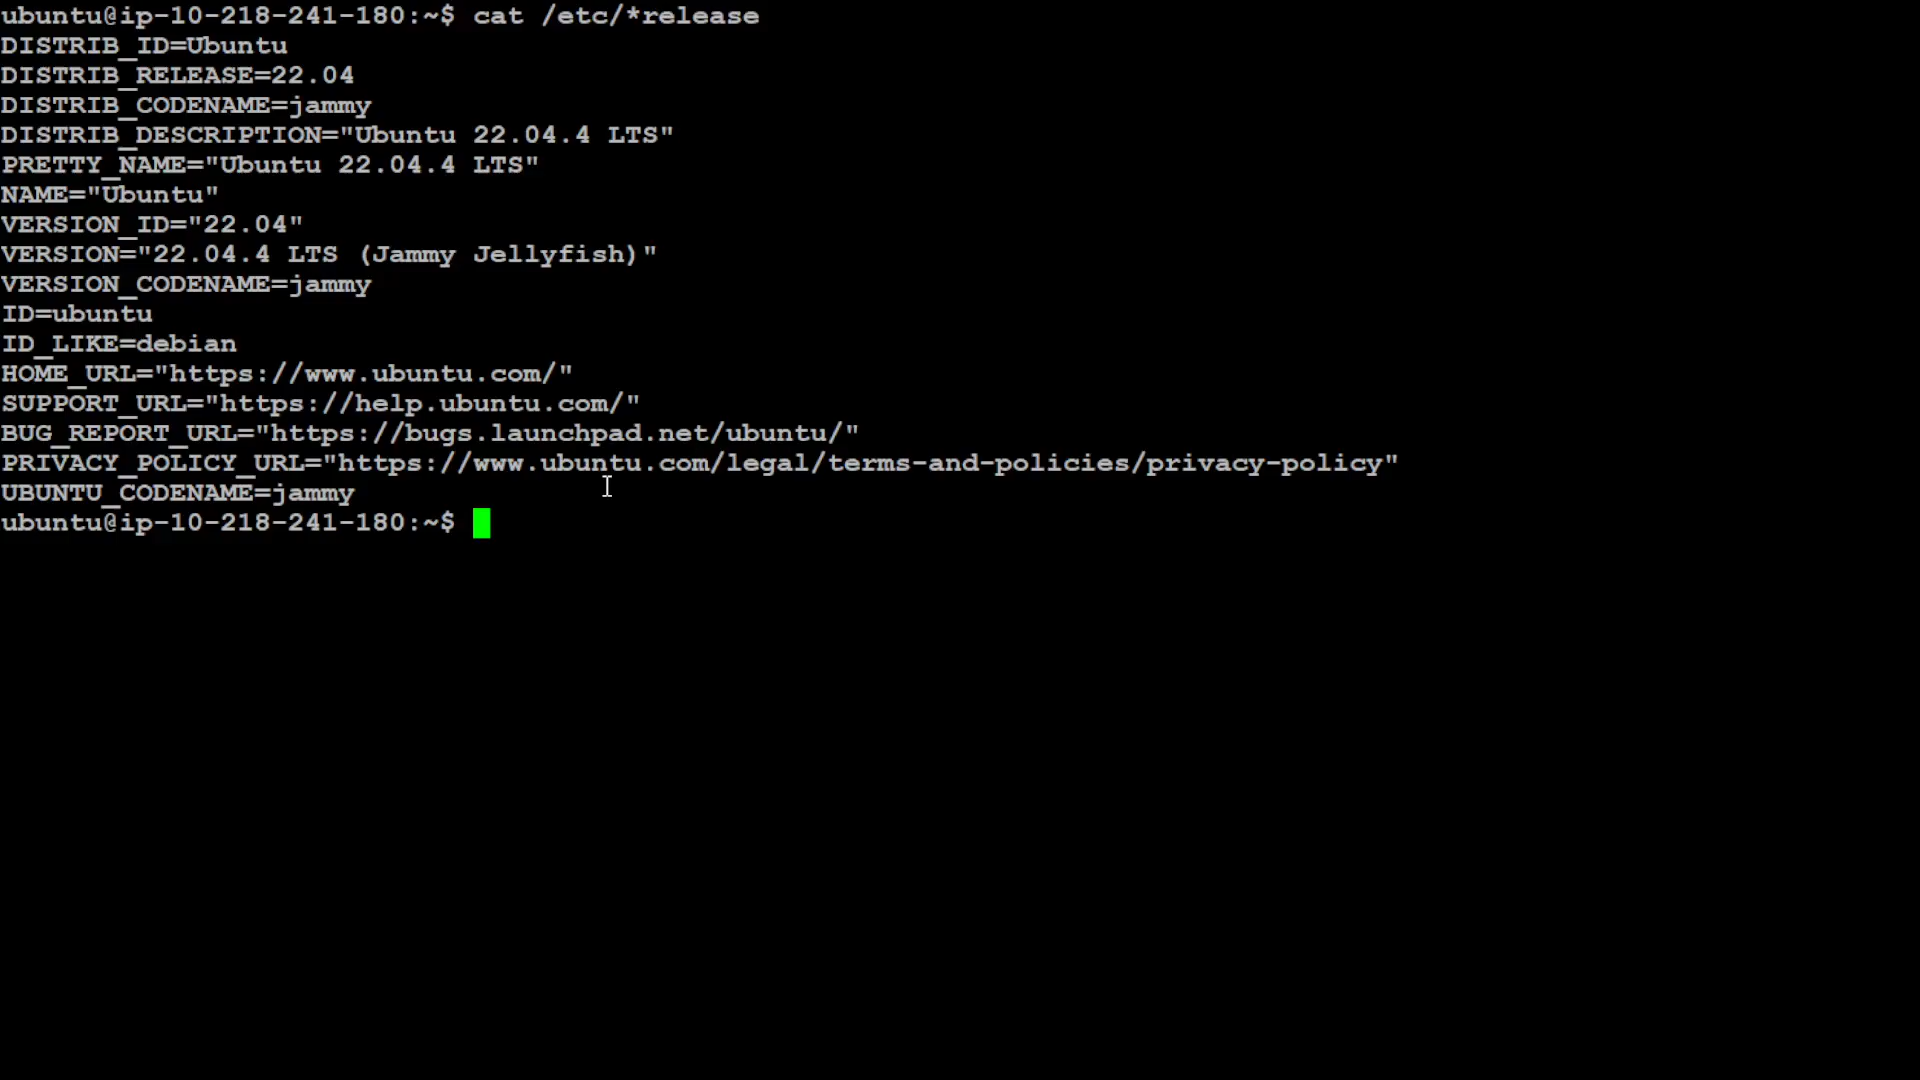 ubuntu@ip-10-218-241-180:~$ cat /etc/*release
DISTRIB_ID=Ubuntu
DISTRIB_RELEASE=22.04
DISTRIB_CODENAME=jammy
DISTRIB_DESCRIPTION="Ubuntu 22.04.4 LTS"
PRETTY_NAME="Ubuntu 22.04.4 LTS"
NAME="Ubuntu"
VERSION_ID="22.04"
VERSION="22.04.4 LTS (Jammy Jellyfish)"
VERSION_CODENAME=jammy
ID=ubuntu
ID_LIKE=debian
HOME_URL="https://www.ubuntu.com/"
SUPPORT_URL="https://help.ubuntu.com/"
BUG_REPORT_URL="https://bugs.launchpad.net/ubuntu/"
PRIVACY_POLICY_URL="https://www.ubuntu.com/legal/terms-and-policies/privacy-policy"
UBUNTU_CODENAME=jammy
ubuntu@ip-10-218-241-180:~$